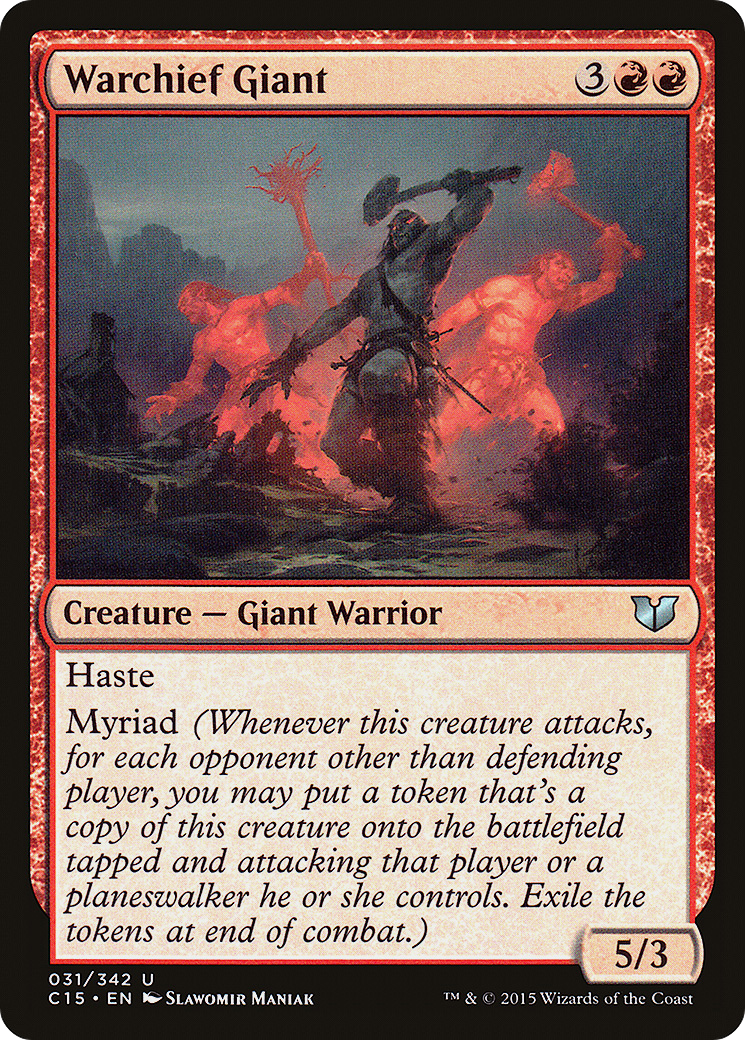 Warchief Giant 3
Creature — Giant Warrior
Haste
Myriad (Whenever this creature attacks,
for each opponent other than defending
player, you may put a token that's a
copy of this creature onto the battlefield
tapped and attacking that player or a
planeswalker he or she controls. Exile the
tokens at end of combat.)
5/3
031/342 U
C15 • EN Slawomir Maniak
™ & © 2015 Wizards of the Coast